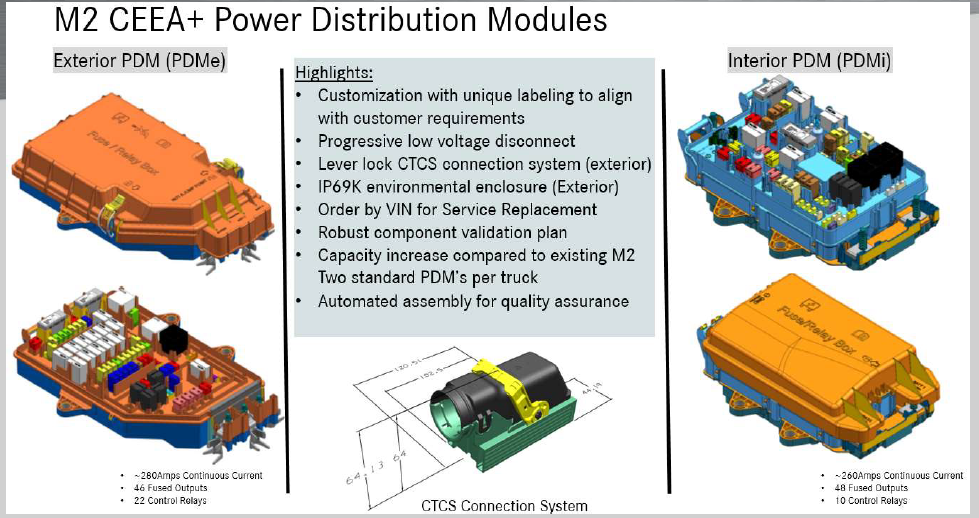 M2 CEEA+ Power Distribution Modules
Exterior PDM (PDMe)
Fuse / Relay Box
• ~280Amps Continuous Current
• 46 Fused Outputs
• 22 Control Relays
Highlights:
• Customization with unique labeling to align
with customer requirements
• Progressive low voltage disconnect
• Lever lock CTCS connection system (exterior)
• IP69K environmental enclosure (Exterior)
• Order by VIN for Service Replacement
• Robust component validation plan
• Capacity increase compared to existing M2
Two standard PDM's per truck
• Automated assembly for quality assurance
120.51
102.5
44.19
64.13
64
CTCS Connection System
Interior PDM (PDMi)
Fuse/Relay Box
• ~260Amps Continuous Current
• 48 Fused Outputs
• 10 Control Relays